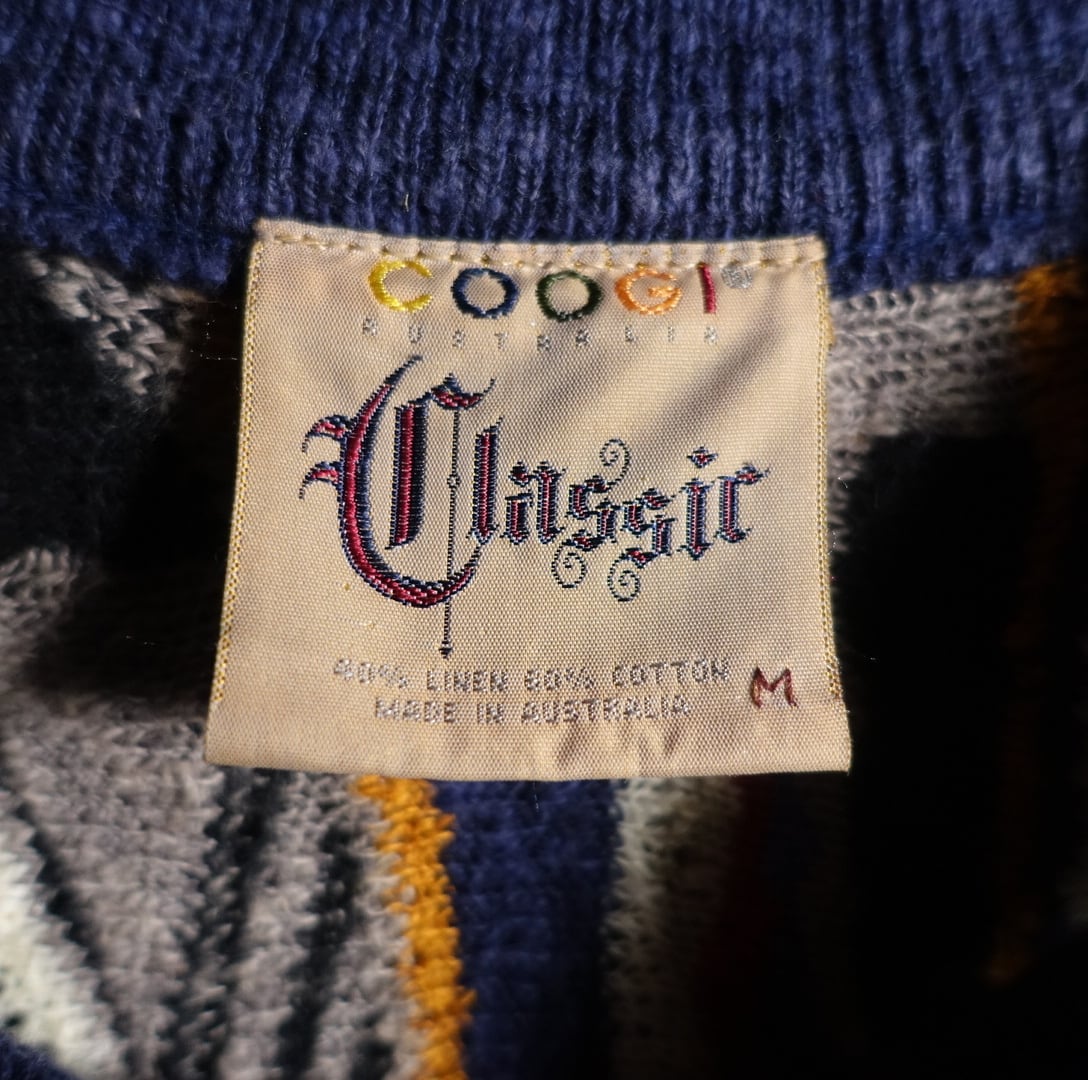 COOGI®
AUSTRALIA
Classic
40% LINEN 60% COTTON M
MADE IN AUSTRALIA